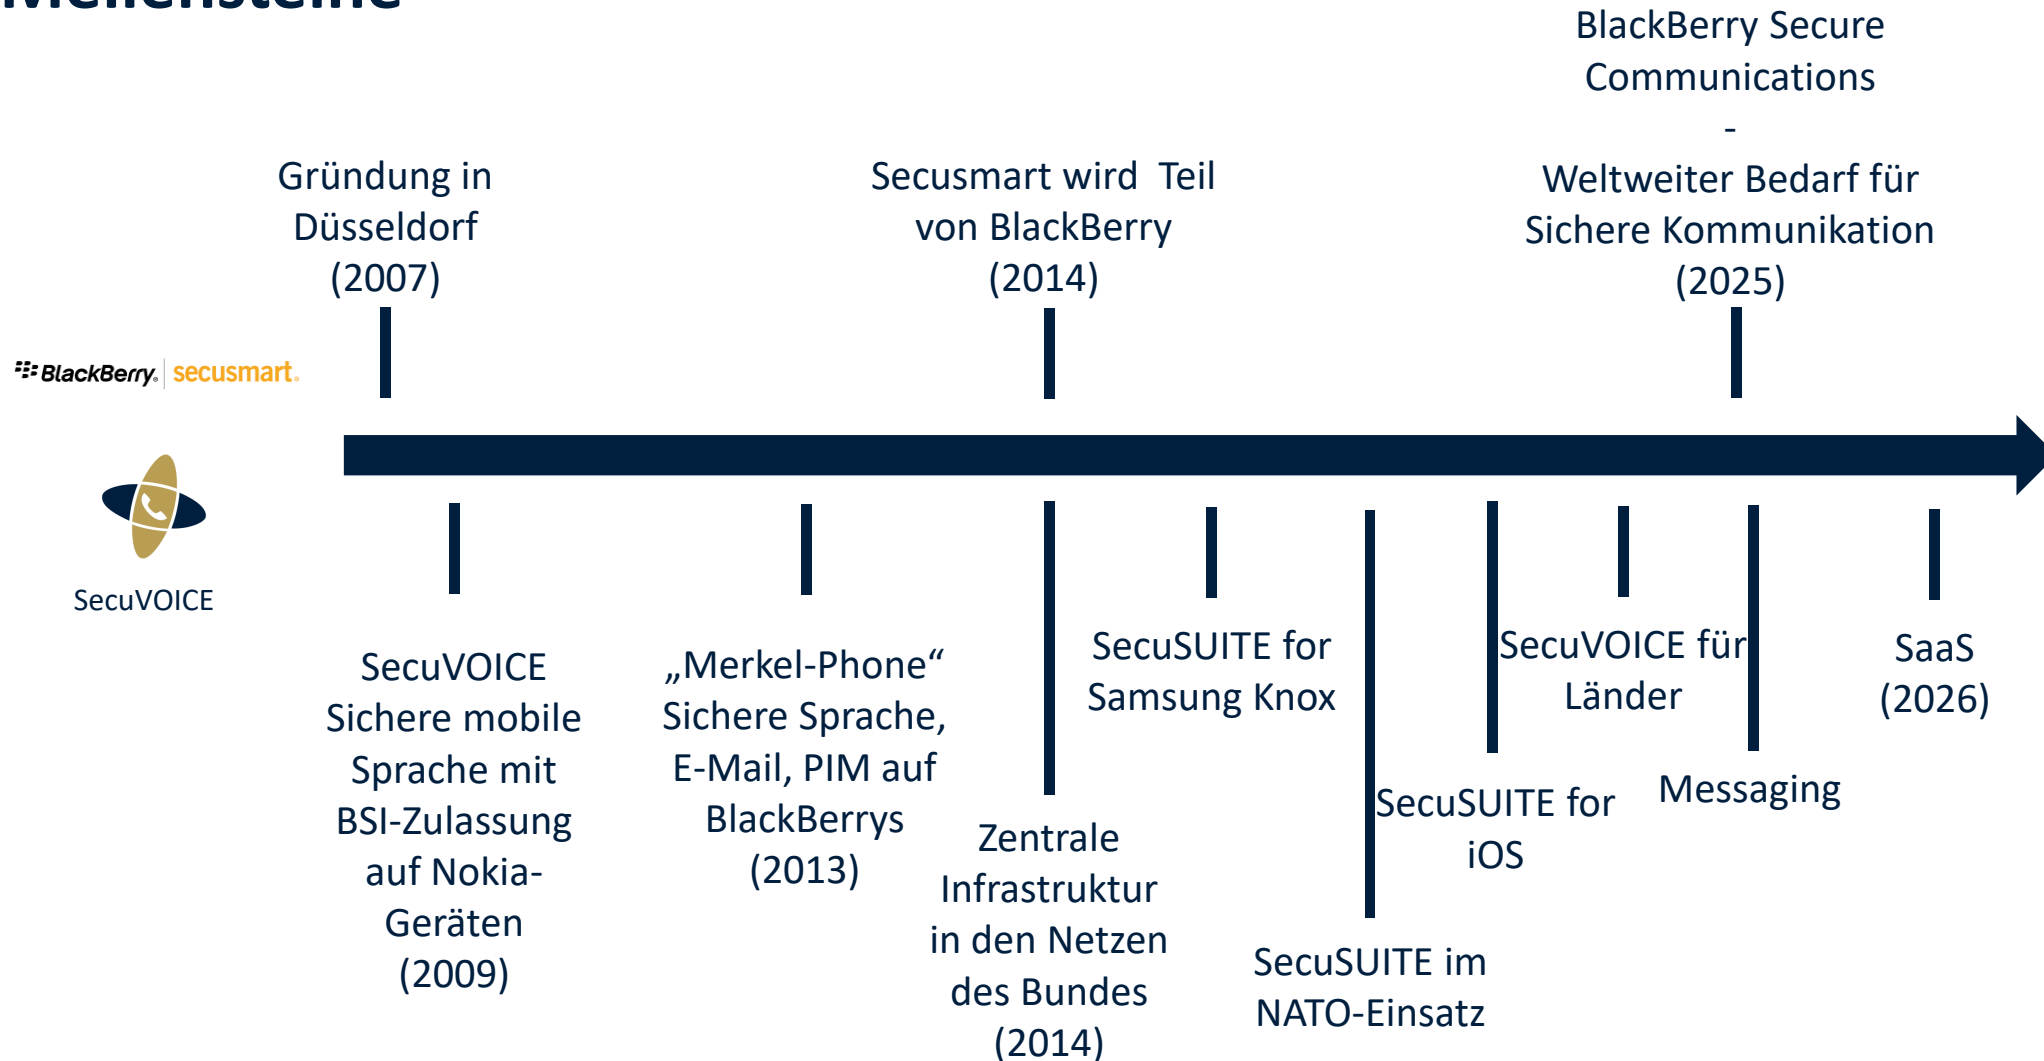 Meilensteine
BlackBerry Secure
Communications
-
Weltweiter Bedarf für
Sichere Kommunikation
(2025)
Gründung in
Düsseldorf
(2007)
Secusmart wird  Teil
von BlackBerry
(2014)
BlackBerry® secusmart®
SecuVOICE
SecuVOICE
Sichere mobile
Sprache mit
BSI-Zulassung
auf Nokia-
Geräten
(2009)
„Merkel-Phone“
Sichere Sprache,
E-Mail, PIM auf
BlackBerrys
(2013)
Zentrale
Infrastruktur
in den Netzen
des Bundes
(2014)
SecuSUITE for
Samsung Knox
SecuSUITE im
NATO-Einsatz
SecuSUITE for
iOS
SecuVOICE für
Länder
Messaging
SaaS
(2026)